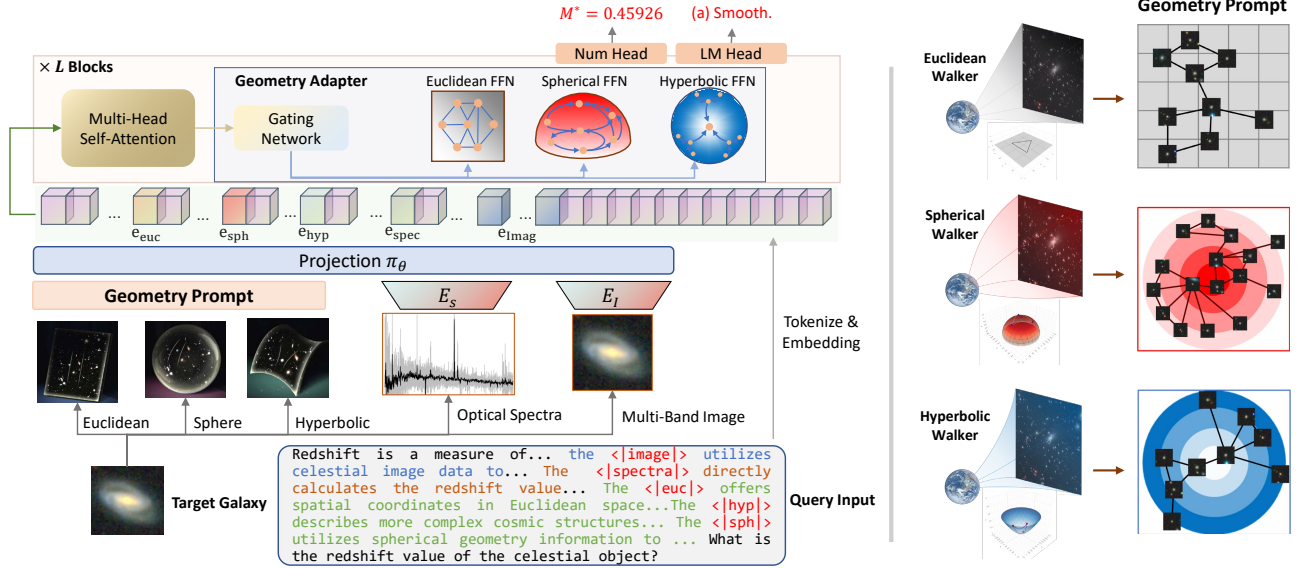 M* = 0.45926
(a) Smooth.
Num Head
LM Head
× L Blocks
Geometry Adapter
Multi-Head
Self-Attention
Gating
Network
Euclidean FFN
Spherical FFN
Hyperbolic FFN
... ... ... ... ... ...
e_euc
e_sph
e_hyp
e_spec
e_Imag
Projection π_θ
Geometry Prompt
E_s
E_I
Tokenize &
Embedding
Euclidean
Sphere
Hyperbolic
Optical Spectra
Multi-Band Image
Target Galaxy
Redshift is a measure of... the <|image|> utilizes
celestial image data to... The <|spectra|> directly
calculates the redshift value... The <|euc|> offers
spatial coordinates in Euclidean space...The <|hyp|>
describes more complex cosmic structures... The <|sph|>
utilizes spherical geometry information to ... What is
the redshift value of the celestial object?
Query Input
Geometry Prompt
Euclidean
Walker
Spherical
Walker
Hyperbolic
Walker